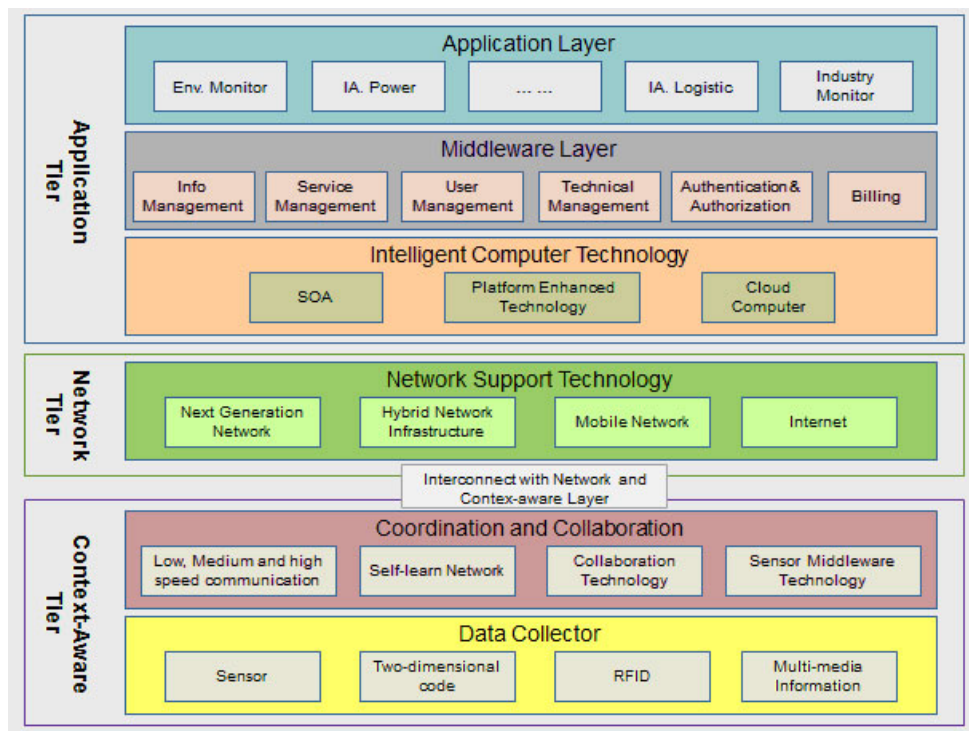 Application Tier
Application Layer
Env. Monitor
IA. Power
... ...
IA. Logistic
Industry
Monitor
Middleware Layer
Info
Management
Service
Management
User
Management
Technical
Management
Authentication &
Authorization
Billing
Intelligent Computer Technology
SOA
Platform Enhanced
Technology
Cloud
Computer
Network Tier
Network Support Technology
Next Generation
Network
Hybrid Network
Infrastructure
Mobile Network
Internet
Interconnect with Network and
Contex-aware Layer
Context-Aware Tier
Coordination and Collaboration
Low, Medium and high
speed communication
Self-learn Network
Collaboration
Technology
Sensor Middleware
Technology
Data Collector
Sensor
Two-dimensional
code
RFID
Multi-media
Information